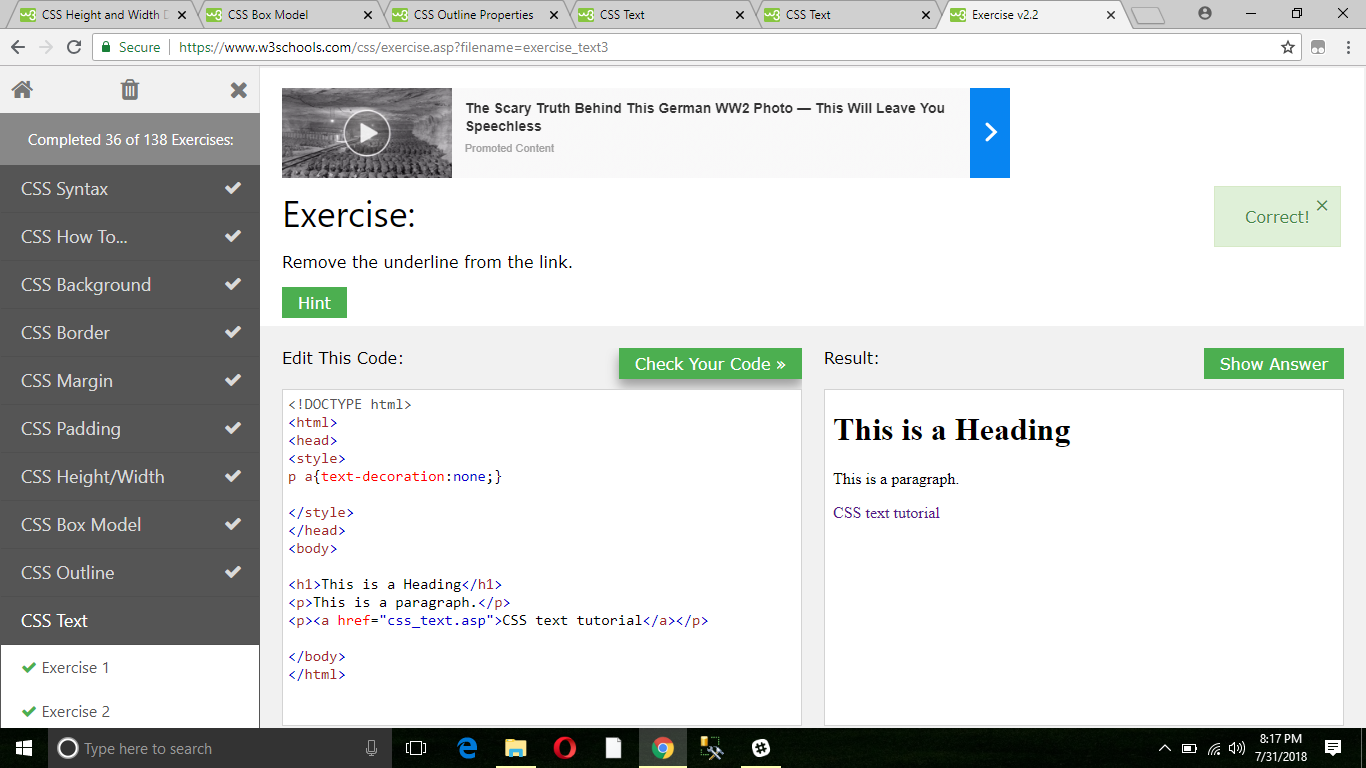 CSS Height and Width D
CSS Box Model
CSS Outline Properties
CSS Text
CSS Text
Exercise v2.2
Secure
https://www.w3schools.com/css/exercise.asp?filename=exercise_text3
Completed 36 of 138 Exercises:
CSS Syntax
CSS How To...
CSS Background
CSS Border
CSS Margin
CSS Padding
CSS Height/Width
CSS Box Model
CSS Outline
CSS Text
Exercise 1
Exercise 2
The Scary Truth Behind This German WW2 Photo — This Will Leave You
Speechless
Promoted Content
Exercise:
Correct!
Remove the underline from the link.
Hint
Edit This Code:
Check Your Code »
<!DOCTYPE html>
<html>
<head>
<style>
p a{text-decoration:none;}
</style>
</head>
<body>
<h1>This is a Heading</h1>
<p>This is a paragraph.</p>
<p><a href="css_text.asp">CSS text tutorial</a></p>
</body>
</html>
Result:
Show Answer
This is a Heading
This is a paragraph.
CSS text tutorial
Type here to search
8:17 PM
7/31/2018